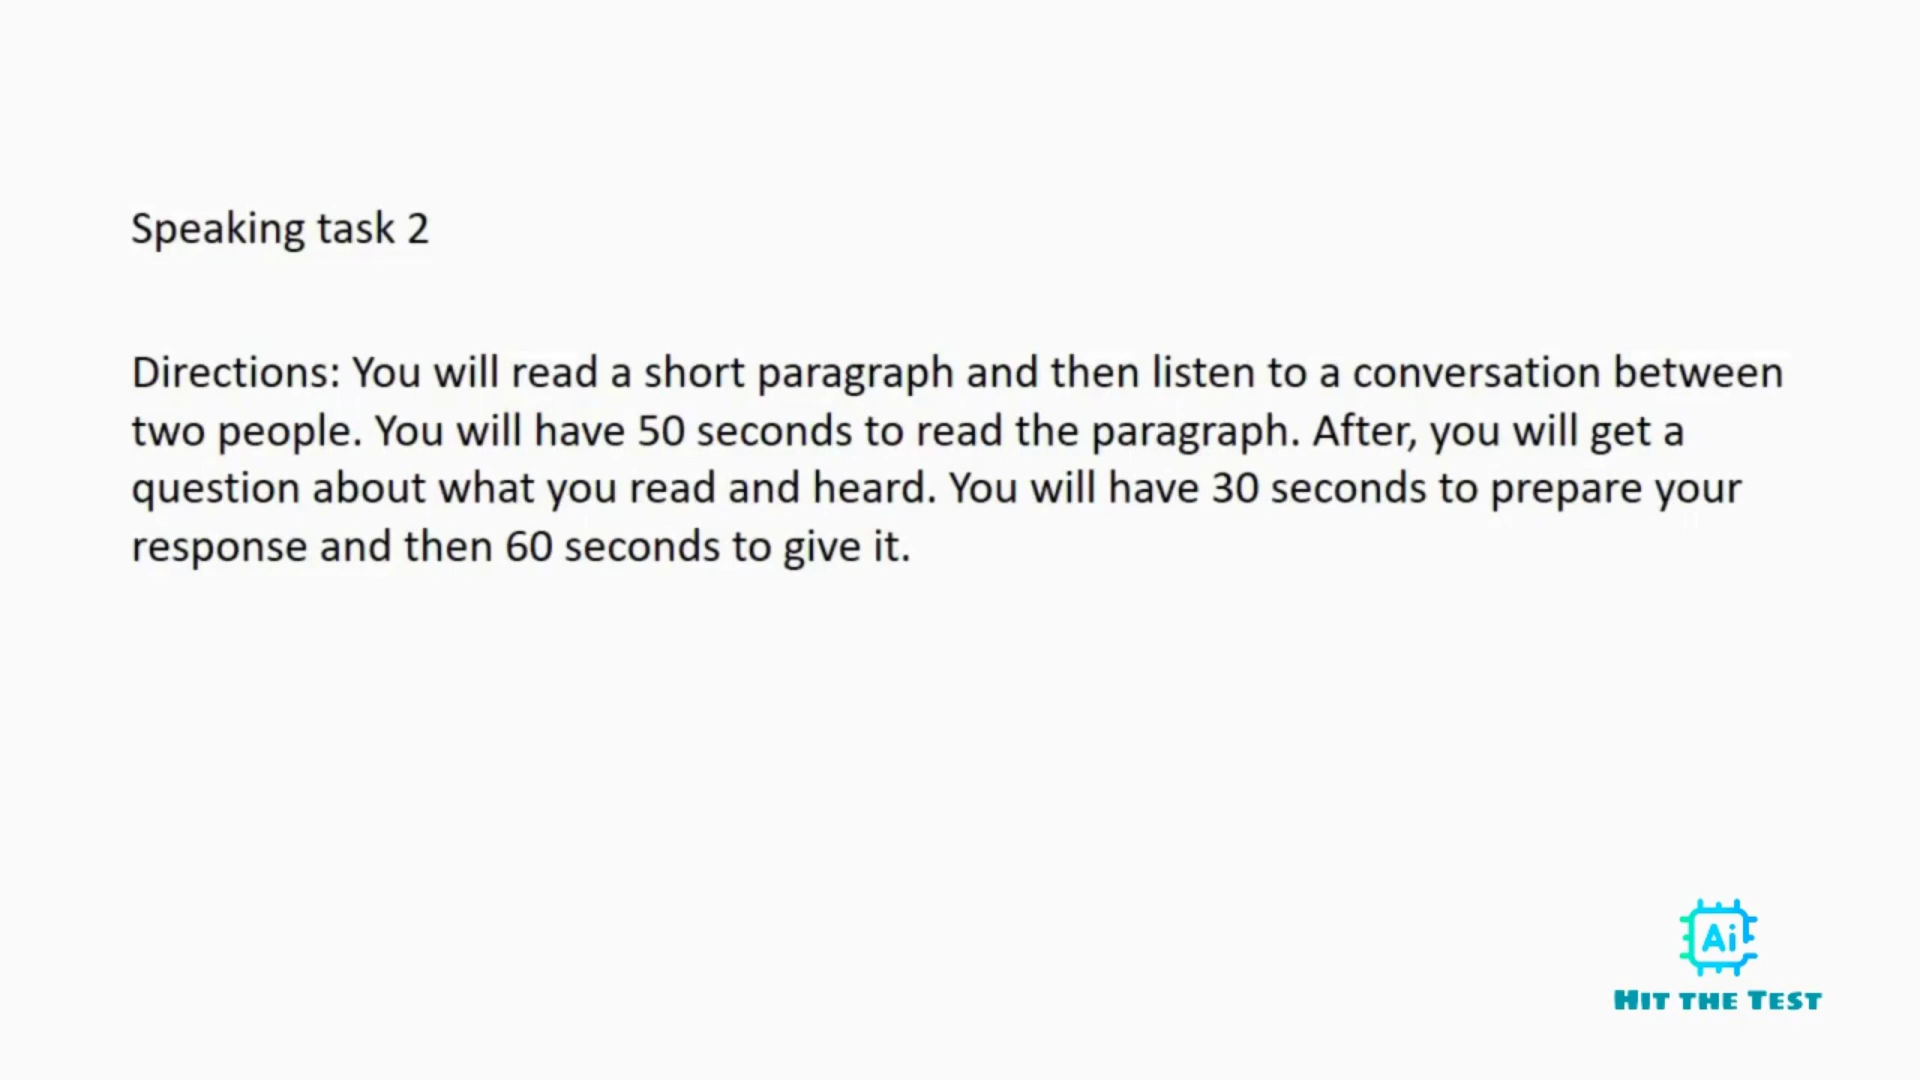 Speaking task 2
Directions: You will read a short paragraph and then listen to a conversation between
two people. You will have 50 seconds to read the paragraph. After, you will get a
question about what you read and heard. You will have 30 seconds to prepare your
response and then 60 seconds to give it.
Ai
HIT THE TEST